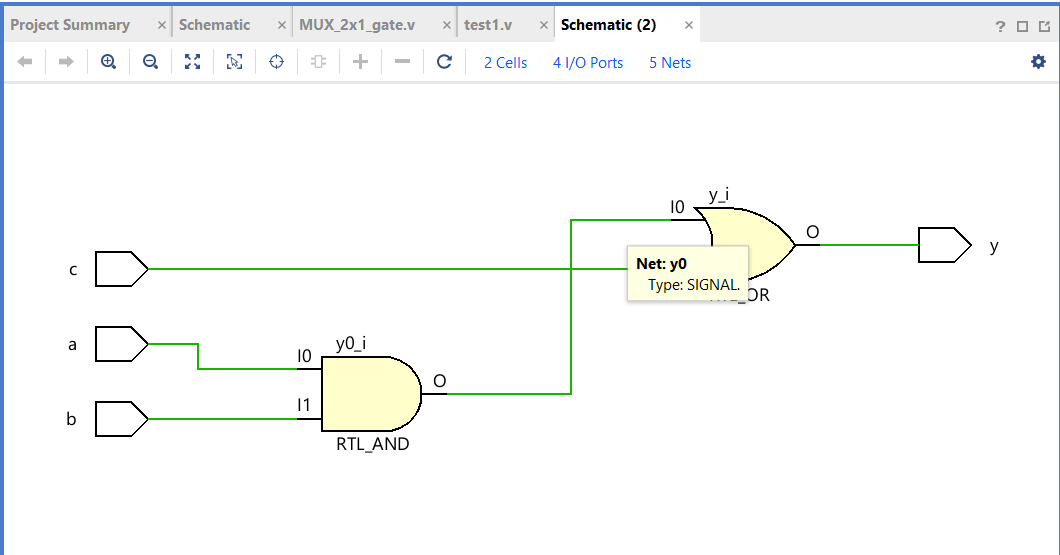 Project Summary × Schematic × MUX_2x1_gate.v × test1.v × Schematic (2) × ?
2 Cells 4 I/O Ports 5 Nets
y_i
I0
O
y
c
Net: y0
Type: SIGNAL.
_OR
a
y0_i
I0
O
b
I1
RTL_AND